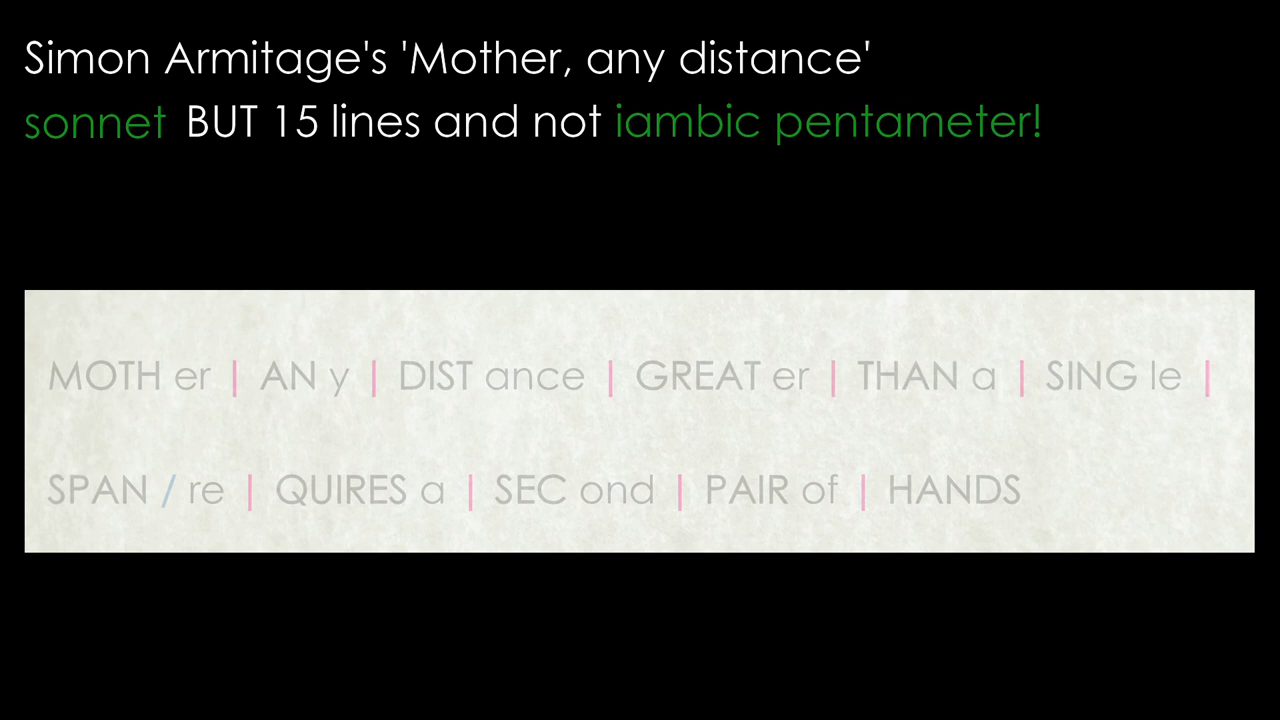 Simon Armitage's 'Mother, any distance'
sonnet BUT 15 lines and not iambic pentameter!
MOTH er | AN y | DIST ance | GREAT er | THAN a | SING le |
SPAN / re | QUIRES a | SEC ond | PAIR of | HANDS